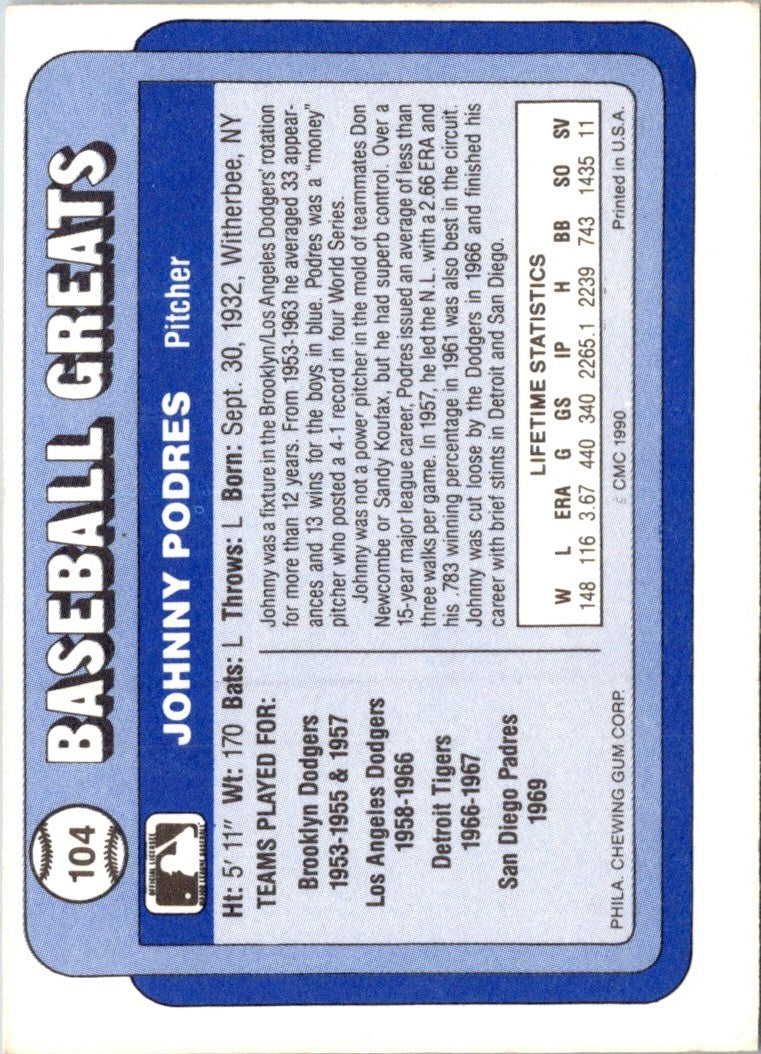 104
BASEBALL GREATS
OFFICIAL LICENSEE
JOHNNY PODRES Pitcher
Ht: 5' 11" Wt: 170 Bats: L Throws: L Born: Sept. 30, 1932, Witherbee, NY
TEAMS PLAYED FOR:
Brooklyn Dodgers
1953-1955 & 1957
Los Angeles Dodgers
1958-1966
Detroit Tigers
1966-1967
San Diego Padres
1969
Johnny was a fixture in the Brooklyn/Los Angeles Dodgers' rotation
for more than 12 years. From 1953-1963 he averaged 33 appear-
ances and 13 wins for the boys in blue. Podres was a "money"
pitcher who posted a 4-1 record in four World Series.
Johnny was not a power pitcher in the mold of teammates Don
Newcombe or Sandy Koufax, but he had superb control. Over a
15-year major league career, Podres issued an average of less than
three walks per game. In 1957, he led the N.L. with a 2.66 ERA and
his .783 winning percentage in 1961 was also best in the circuit.
Johnny was cut loose by the Dodgers in 1966 and finished his
career with brief stints in Detroit and San Diego.
LIFETIME STATISTICS
W L ERA G GS IP H BB SO SV
148 116 3.67 440 340 2265.1 2239 743 1435 11
PHILA. CHEWING GUM CORP. © CMC 1990 Printed in U.S.A.